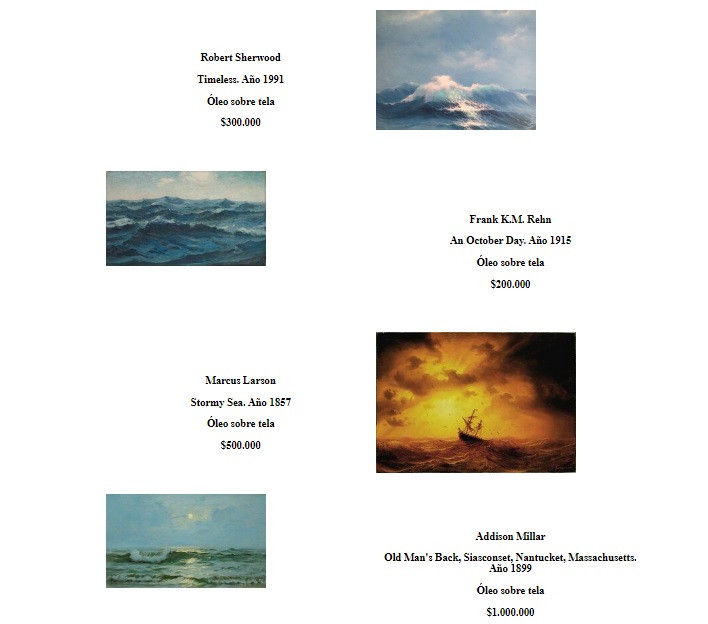 Robert Sherwood
Timeless. Año 1991
Óleo sobre tela
$300.000
Frank K.M. Rehn
An October Day. Año 1915
Óleo sobre tela
$200.000
Marcus Larson
Stormy Sea. Año 1857
Óleo sobre tela
$500.000
Addison Millar
Old Man's Back, Siasconset, Nantucket, Massachusetts.
Año 1899
Óleo sobre tela
$1.000.000